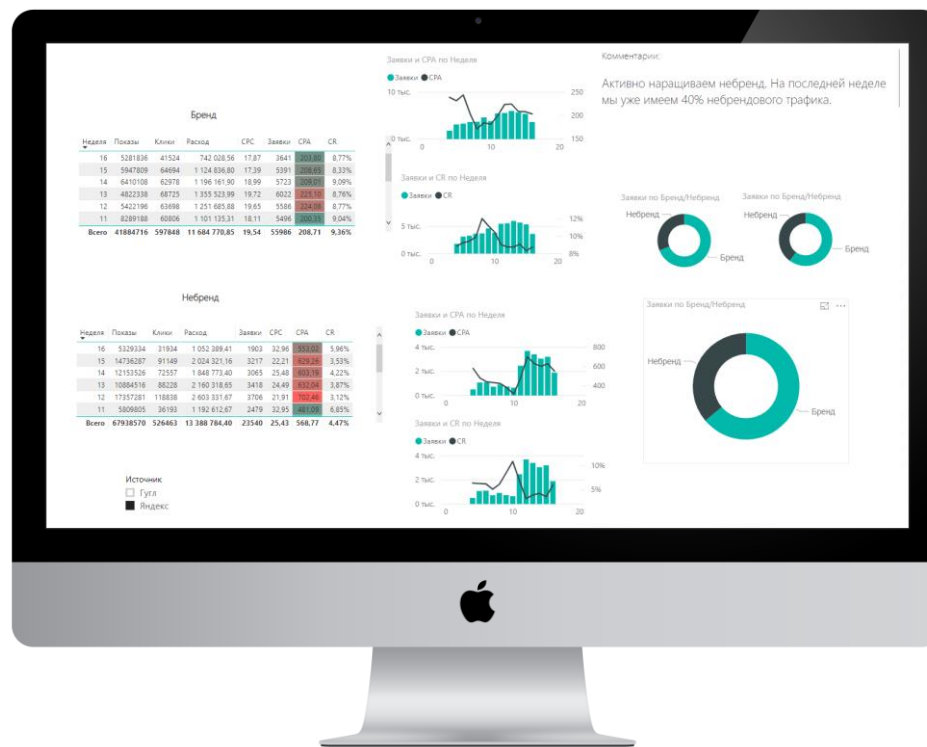 Бренд
Неделя Показы Клики Расход CPC Заявки CPA CR
16 5281836 41524 742 028,56 17,87 3641 203,80 8,77%
15 5947809 64694 1 124 836,80 17,39 5391 208,65 8,33%
14 6410108 62978 1 196 161,90 18,99 5723 209,01 9,09%
13 4822338 68725 1 355 523,99 19,72 6022 225,10 8,76%
12 5422196 63698 1 251 685,88 19,65 5586 224,08 8,77%
11 8289188 60806 1 101 135,31 18,11 5496 200,35 9,04%
Всего 41884716 597848 11 684 770,85 19,54 55986 208,71 9,36%
Небренд
Неделя Показы Клики Расход Заявки CPC CPA CR
16 5329334 31934 1 052 389,41 1903 32,96 553,02 5,96%
15 14736287 91149 2 024 321,16 3217 22,21 629,26 3,53%
14 12153526 72557 1 848 773,40 3065 25,48 603,19 4,22%
13 10884516 88228 2 160 318,65 3418 24,49 632,04 3,87%
12 17357281 118838 2 603 331,67 3706 21,91 702,46 3,12%
11 5809805 36193 1 192 612,67 2479 32,95 481,09 6,85%
Всего 67938570 526463 13 388 784,40 23540 25,43 568,77 4,47%
Источник
Гугл
Яндекс
Заявки и CPA по Неделя
Заявки CPA
10 тыс.
0 тыс.
250
200
150
0 10 20
Заявки и CR по Неделя
Заявки CR
5 тыс.
0 тыс.
12%
10%
8%
0 10 20
Заявки и CPA по Неделя
Заявки CPA
4 тыс.
2 тыс.
0 тыс.
800
600
400
0 10 20
Заявки и CR по Неделя
Заявки CR
4 тыс.
2 тыс.
0 тыс.
10%
5%
0 10 20
Комментарии:
Активно наращиваем небренд. На последней неделе
мы уже имеем 40% небрендового трафика.
Заявки по Бренд/Небренд
Небренд
Бренд
Заявки по Бренд/Небренд
Небренд
Бренд
Заявки по Бренд/Небренд
Небренд
Бренд